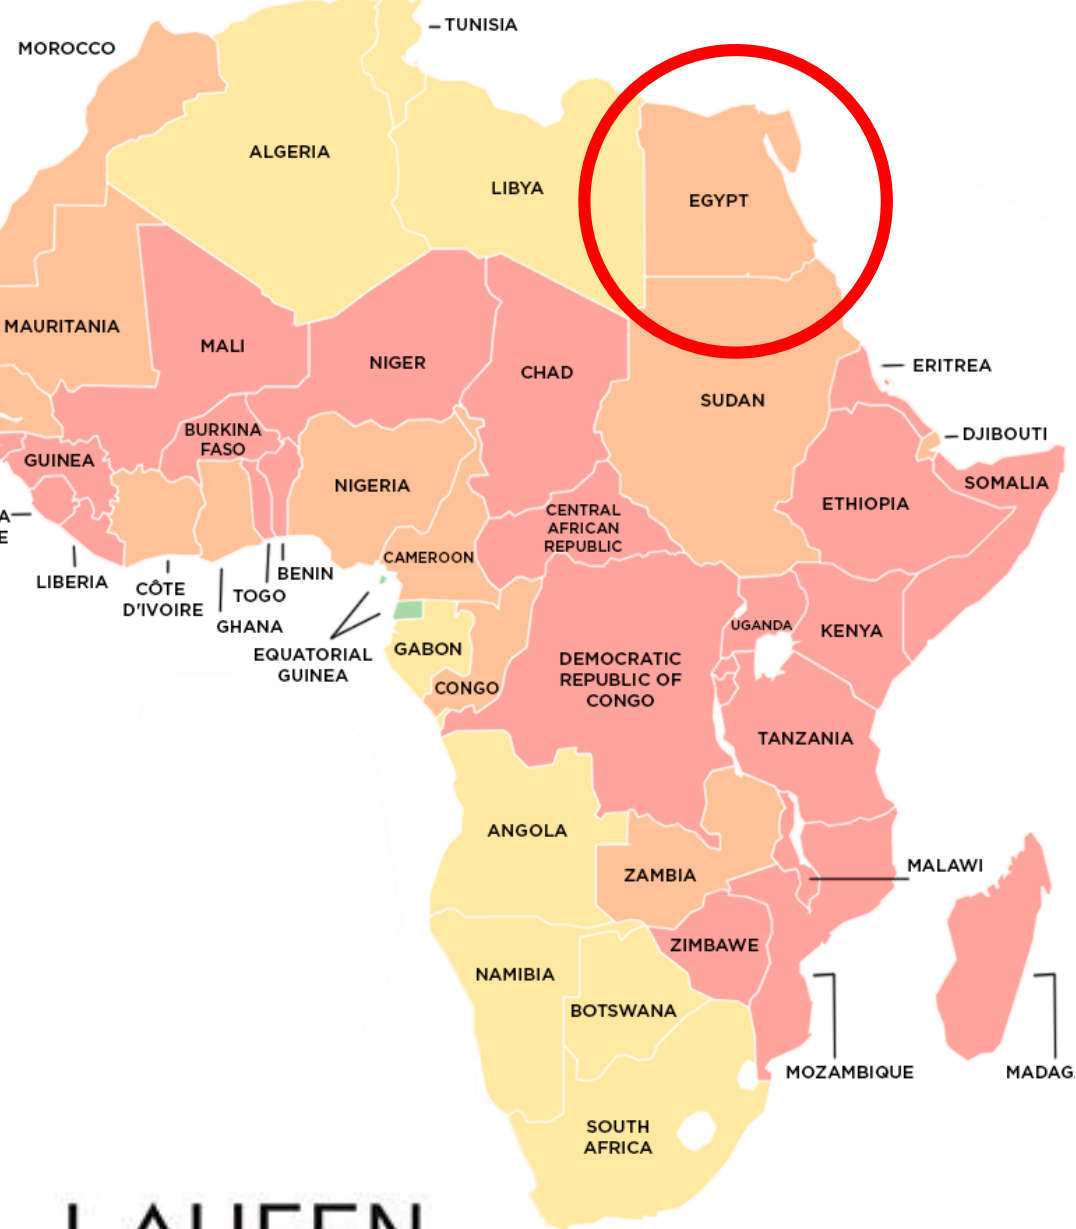 TUNISIA
MOROCCO
ALGERIA
LIBYA
EGYPT
MAURITANIA
MALI
NIGER
CHAD
SUDAN
ERITREA
BURKINA
FASO
DJIBOUTI
GUINEA
NIGERIA
SOMALIA
ETHIOPIA
CENTRAL
AFRICAN
REPUBLIC
A
E
CAMEROON
BENIN
LIBERIA
CÔTE
D'IVOIRE
TOGO
GHANA
UGANDA
KENYA
EQUATORIAL
GUINEA
GABON
CONGO
DEMOCRATIC
REPUBLIC OF
CONGO
TANZANIA
ANGOLA
ZAMBIA
MALAWI
ZIMBAWE
NAMIBIA
BOTSWANA
MOZAMBIQUE
MADAG
SOUTH
AFRICA